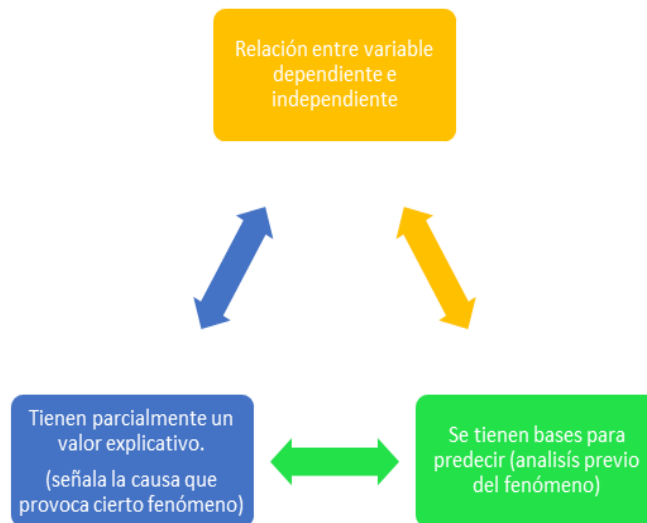 Relación entre variable
dependiente e
independiente
Tienen parcialmente un
valor explicativo.
(señala la causa que
provoca cierto fenómeno)
Se tienen bases para
predecir (analisís previo
del fenómeno)